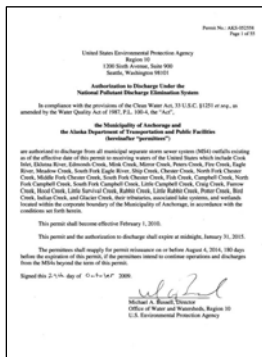 Permit No.: AKS-052558
Page 1 of 55
United States Environmental Protection Agency
Region 10
1200 Sixth Avenue, Suite 900
Seattle, Washington 98101
Authorization to Discharge Under the
National Pollutant Discharge Elimination System
In compliance with the provisions of the Clean Water Act, 33 U.S.C. §1251 et seq., as
amended by the Water Quality Act of 1987, P.L. 100-4, the "Act",
the Municipality of Anchorage and
the Alaska Department of Transportation and Public Facilities
(hereinafter "permittees")
are authorized to discharge from all municipal separate storm sewer system (MS4) outfalls existing
as of the effective date of this permit to receiving waters of the United States which include Cook
Inlet, Eklutna River, Edmonds Creek, Mink Creek, Mirror Creek, Peters Creek, Fire Creek, Eagle
River, Meadow Creek, South Fork Eagle River, Ship Creek, Chester Creek, North Fork Chester
Creek, Middle Fork Chester Creek, South Fork Chester Creek, Fish Creek, Campbell Creek, North
Fork Campbell Creek, South Fork Campbell Creek, Little Campbell Creek, Craig Creek, Furrow
Creek, Hood Creek, Little Survival Creek, Rabbit Creek, Little Rabbit Creek, Potter Creek, Bird
Creek, Indian Creek, and Glacier Creek, their tributaries, associated lake systems, and wetlands
located within the corporate boundary of the Municipality of Anchorage, in accordance with the
conditions set forth herein.
This permit shall become effective February 1, 2010.
This permit and the authorization to discharge shall expire at midnight, January 31, 2015.
The permittees shall reapply for permit reissuance on or before August 4, 2014, 180 days
before the expiration of this permit, if the permittees intend to continue operations and discharges
from the MS4s beyond the term of this permit.
Signed this day of October 2009.
Michael A. Bussell, Director
Office of Water and Watersheds, Region 10
U.S. Environmental Protection Agency